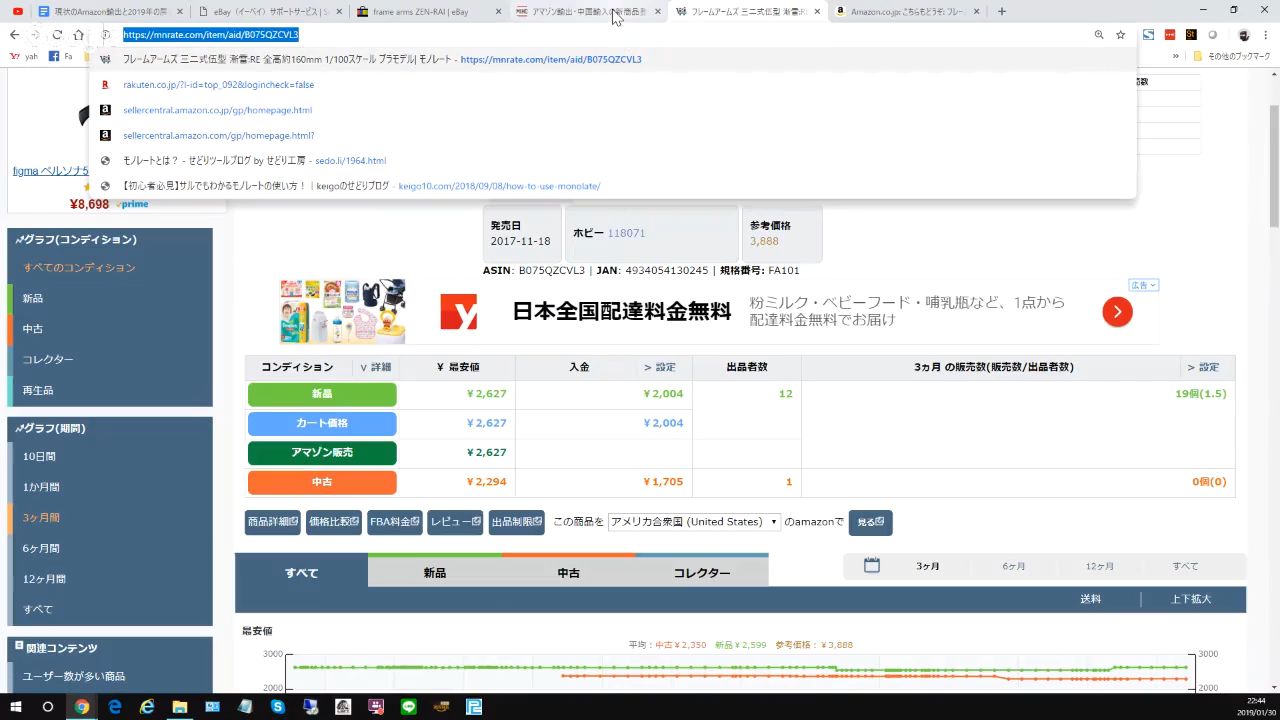 現状のAmazon輸出と2019年の展
eBay（イーベイ）サポートサービス | S
frame arms ZEN-RAI | eBay
アマゾン輸出・中国輸入の新商品を
フレームアームズ 三二式伍型 漸雷:RE
Amazon.co.jp: こちらもどうぞ: フレー
https://mnrate.com/item/aid/B075QZCVL3
yah
Fa
その他のブックマーク
フレームアームズ 三二式伍型 漸雷:RE 全高約160mm 1/100スケール プラモデル| モノレート - https://mnrate.com/item/aid/B075QZCVL3
rakuten.co.jp/?l-id=top_092&logincheck=false
sellercentral.amazon.co.jp/gp/homepage.html
sellercentral.amazon.com/gp/homepage.html?
モノレートとは？ - せどりツールブログ by せどり工房 - sedo.li/1964.html
【初心者必見】サルでもわかるモノレートの使い方！｜keigoのせどりブログ - keigo10.com/2018/09/08/how-to-use-monolate/
figma ペルソナ5
¥8,698 prime
発売日
2017-11-18
ホビー 118071
参考価格
3,888
ASIN: B075QZCVL3 | JAN: 4934054130245 | 規格番号: FA101
日本全国配達料金無料
粉ミルク・ベビーフード・哺乳瓶など、1点から
配達料金無料でお届け
広告
グラフ(コンディション)
すべてのコンディション
新品
中古
コレクター
再生品
グラフ(期間)
10日間
1か月間
3ヶ月間
6ヶ月間
12ヶ月間
すべて
関連コンテンツ
ユーザー数が多い商品
コンディション ∨ 詳細 ¥ 最安値 入金 > 設定 出品者数 3ヵ月 の販売数(販売数/出品者数) > 設定
新品 ¥2,627 ¥2,004 12 19個(1.5)
カート価格 ¥2,627 ¥2,004
アマゾン販売 ¥2,627
中古 ¥2,294 ¥1,705 1 0個(0)
商品詳細 価格比較 FBA料金 レビュー 出品制限 この商品を アメリカ合衆国 (United States) のamazonで 見る
すべて 新品 中古 コレクター
3ヶ月 6ヶ月 12ヶ月 すべて
送料 上下拡大
最安値
平均：中古¥2,350 新品¥2,599 参考価格：¥3,888
3000 3000
2000 2000
22:44
2019/01/30